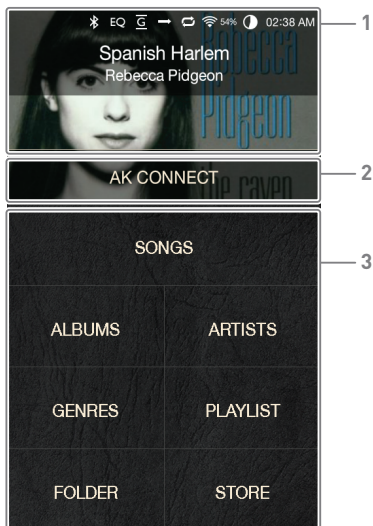 EQ G 54% 02:38 AM
1
Spanish Harlem
Rebecca Pidgeon
Rebecca
Pidgeon
AK CONNECT
2
the raven
3
SONGS
ALBUMS ARTISTS
GENRES PLAYLIST
FOLDER STORE